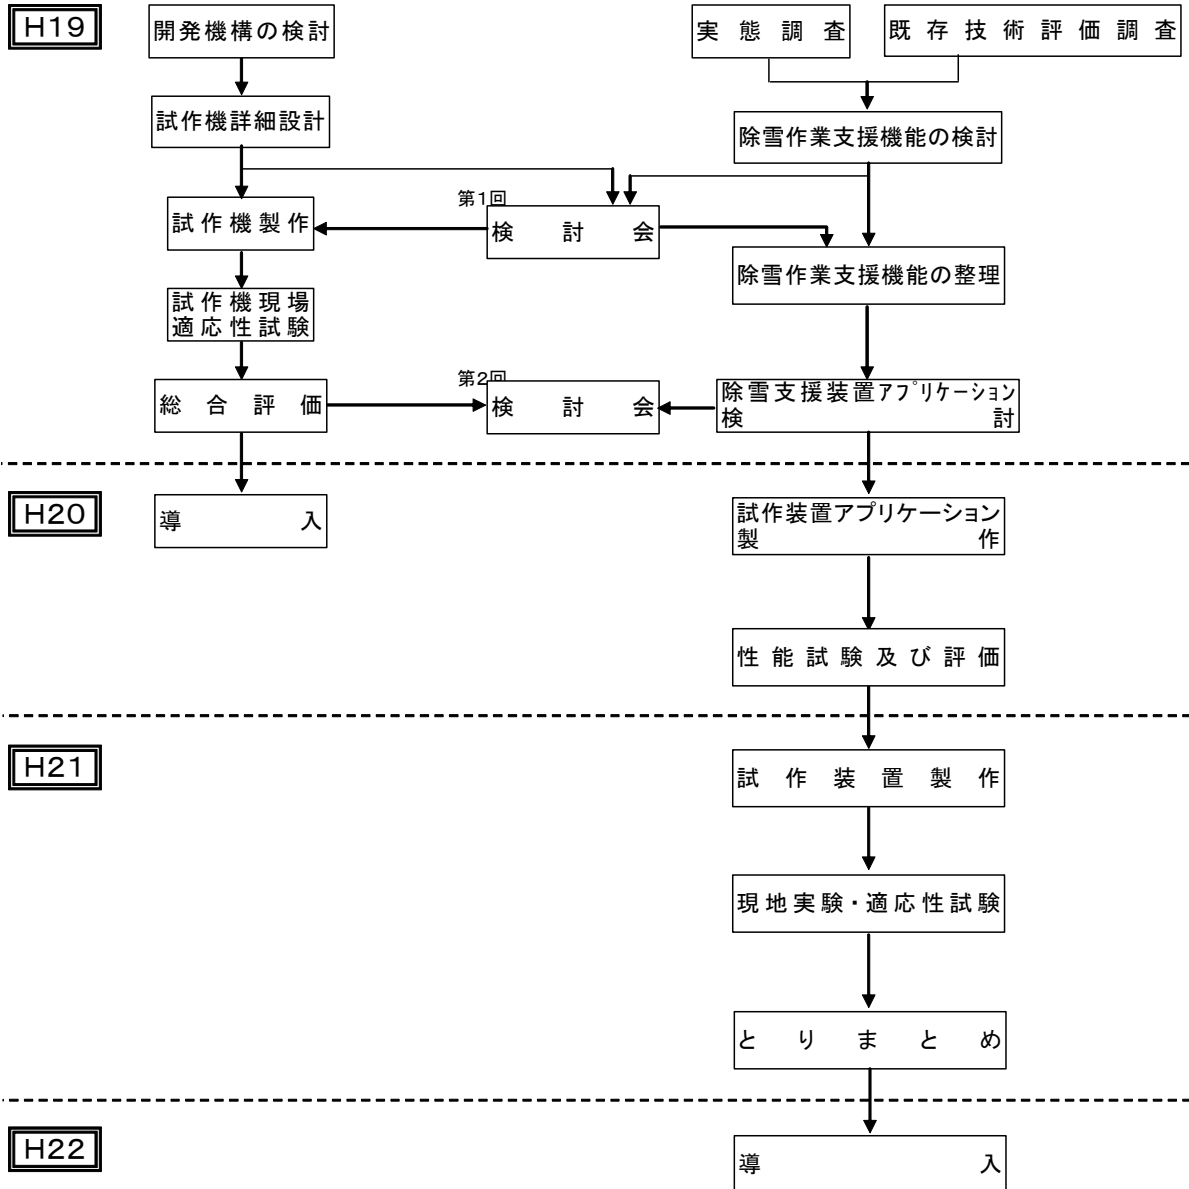 H19
開発機構の検討
実態調査
既存技術評価調査
試作機詳細設計
除雪作業支援機能の検討
第1回
試作機製作
検討会
除雪作業支援機能の整理
試作機現場
適応性試験
第2回
総合評価
検討会
除雪支援装置アプリケーション
検討
H20
導入
試作装置アプリケーション
製作
性能試験及び評価
H21
試作装置製作
現地実験・適応性試験
とりまとめ
H22
導入